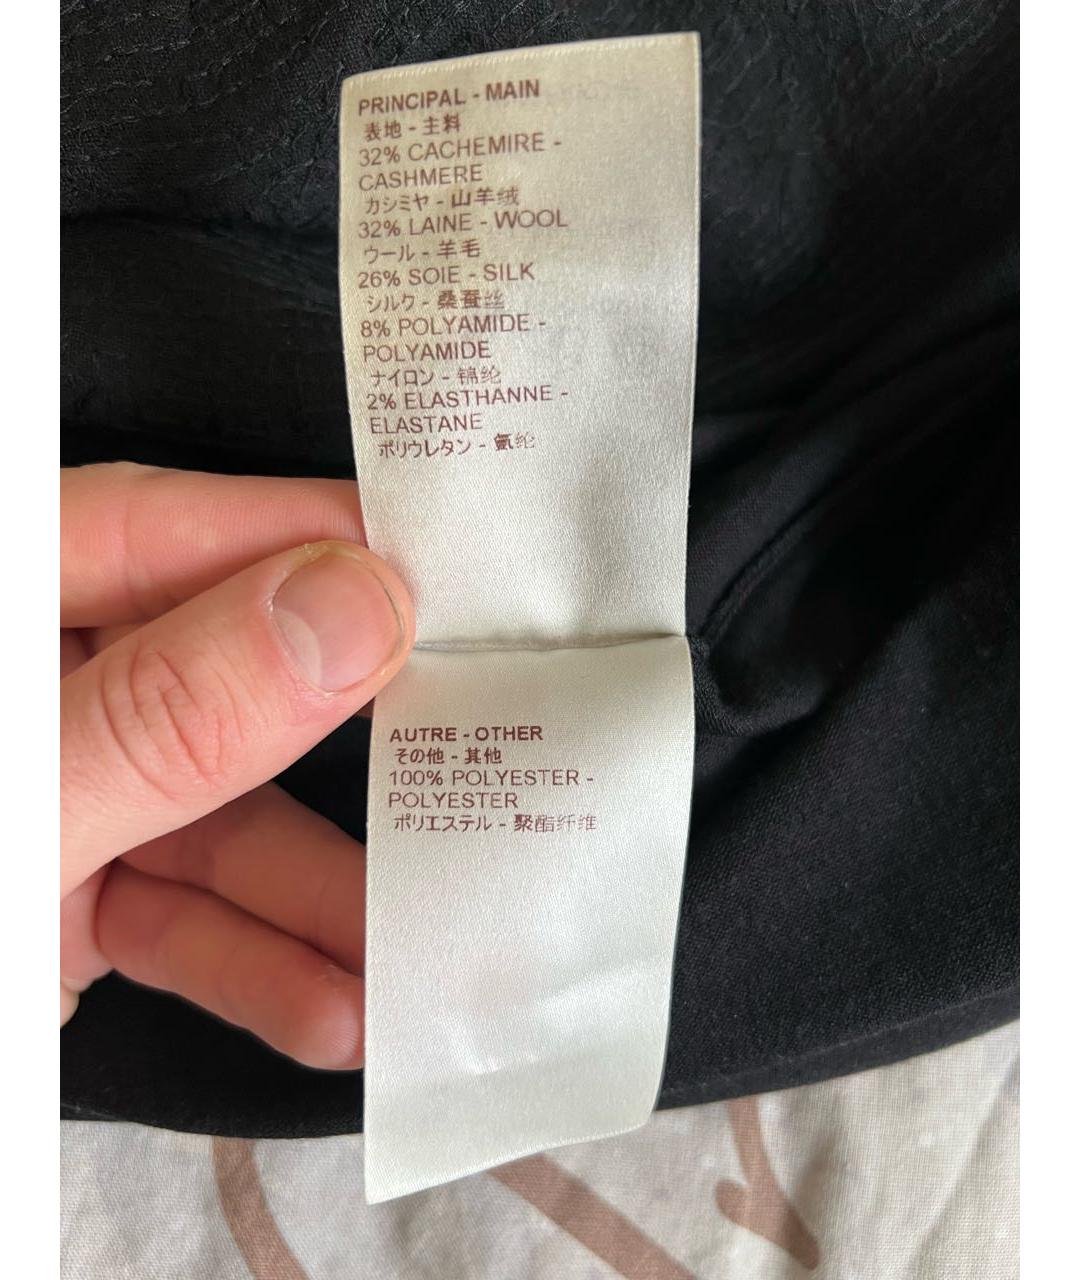 PRINCIPAL - MAIN
表地 - 主料
32% CACHEMIRE -
CASHMERE
カシミヤ - 山羊绒
32% LAINE - WOOL
ウール - 羊毛
26% SOIE - SILK
シルク - 桑蚕丝
8% POLYAMIDE -
POLYAMIDE
ナイロン - 锦纶
2% ELASTHANNE -
ELASTANE
ポリウレタン - 氨纶
AUTRE - OTHER
その他 - 其他
100% POLYESTER -
POLYESTER
ポリエステル - 聚酯纤维